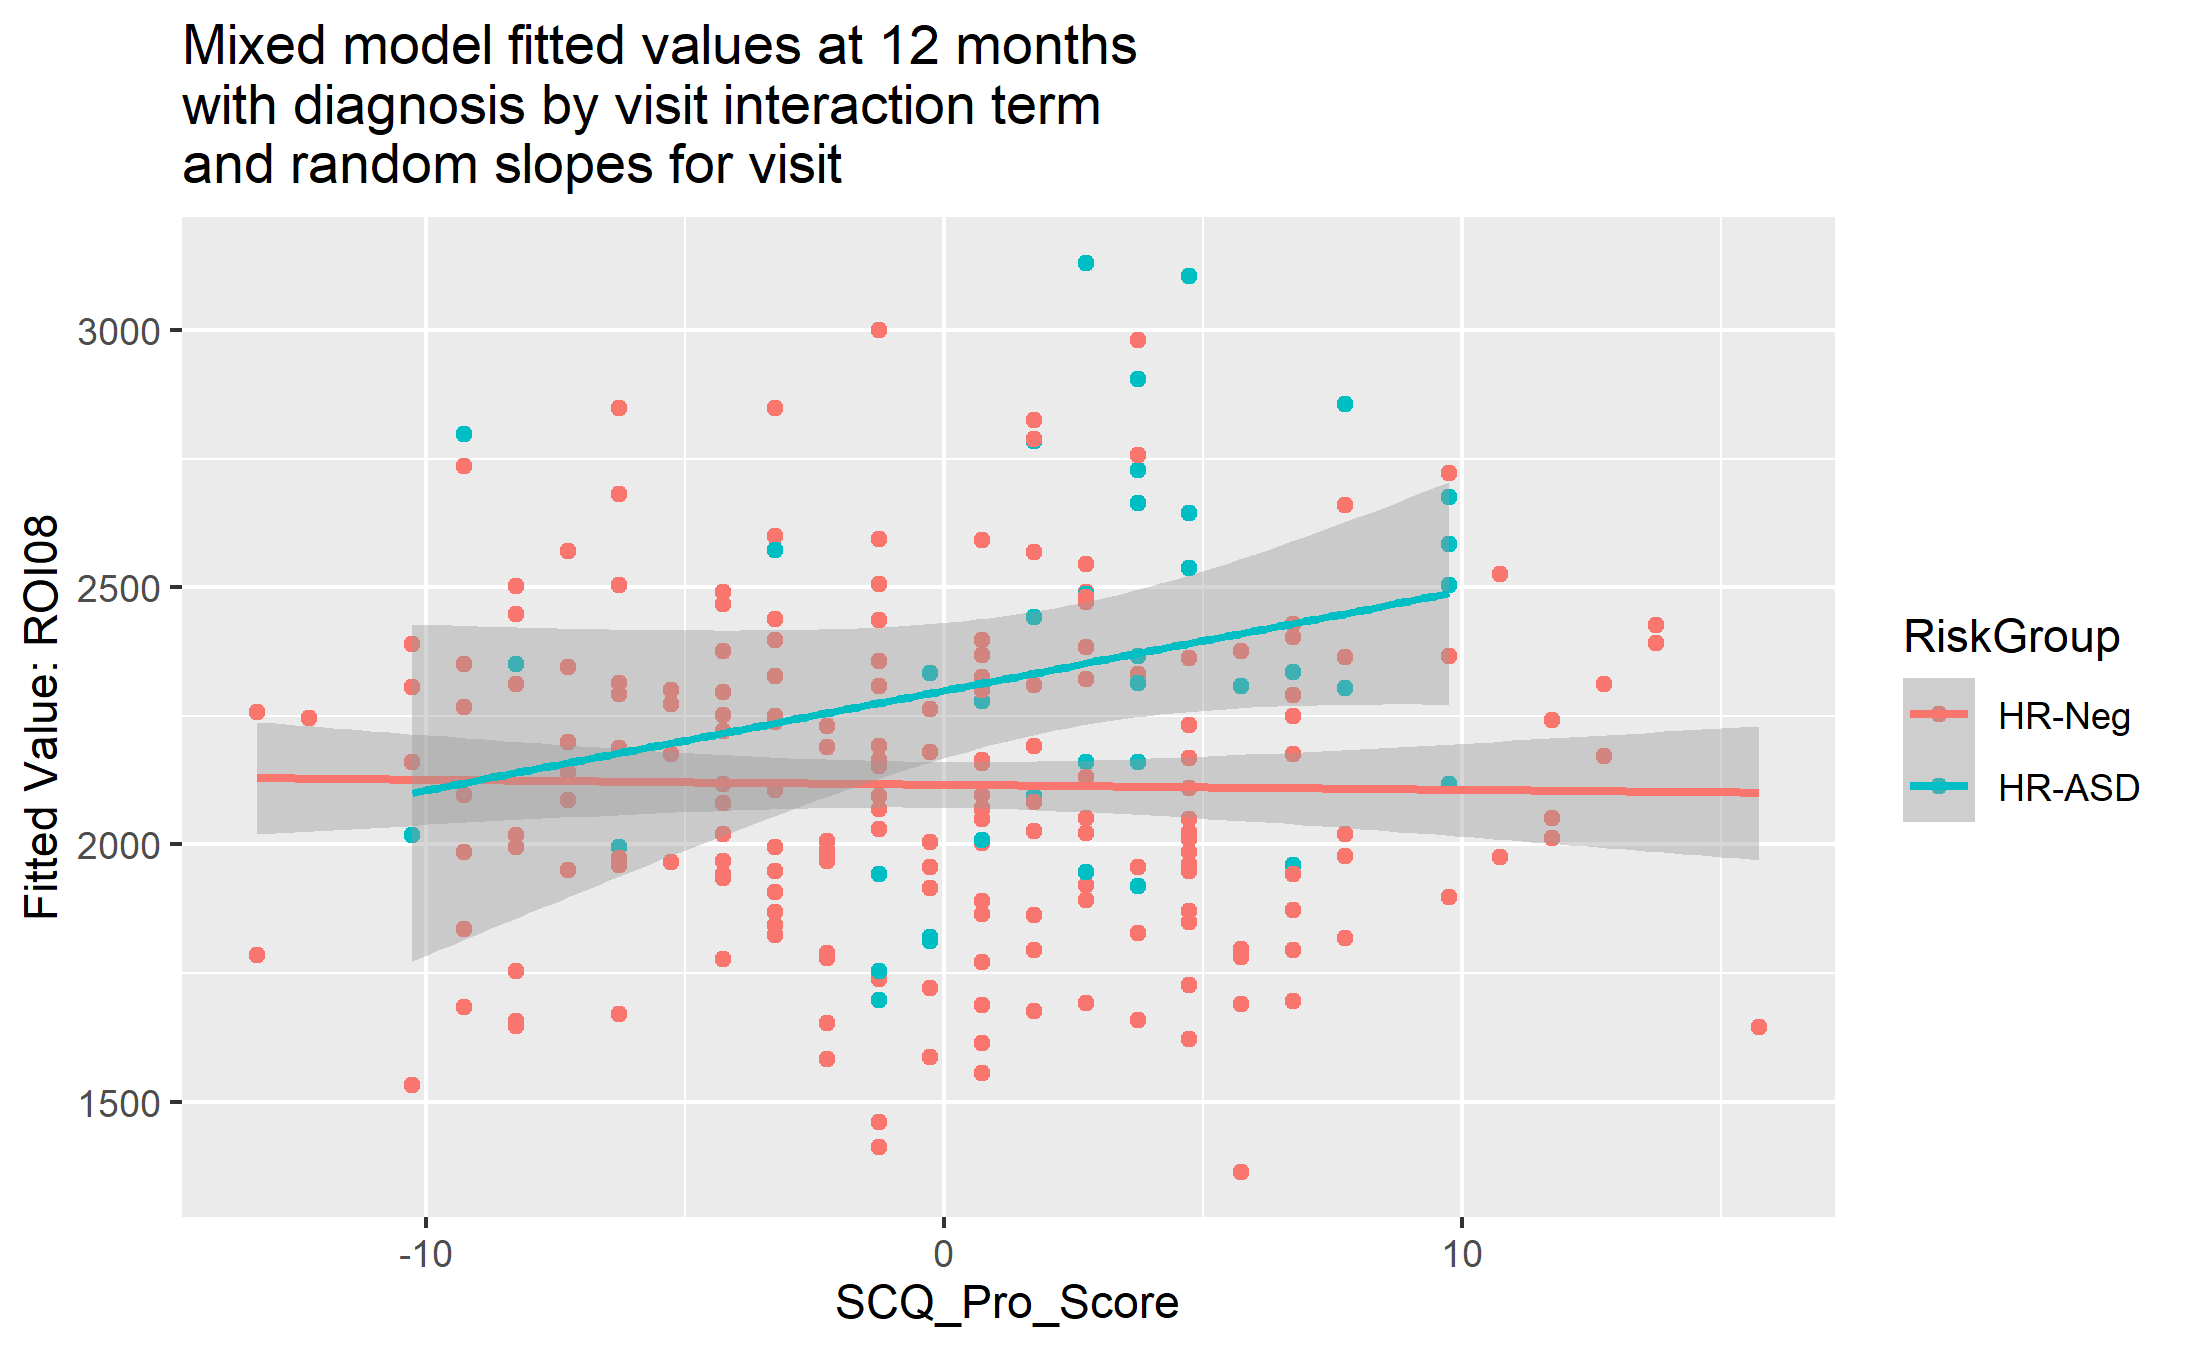 Mixed model fitted values at 12 months
with diagnosis by visit interaction term
and random slopes for visit
Fitted Value: ROI08
3000
2500
2000
1500
-10
0
10
SCQ_Pro_Score
RiskGroup
HR-Neg
HR-ASD